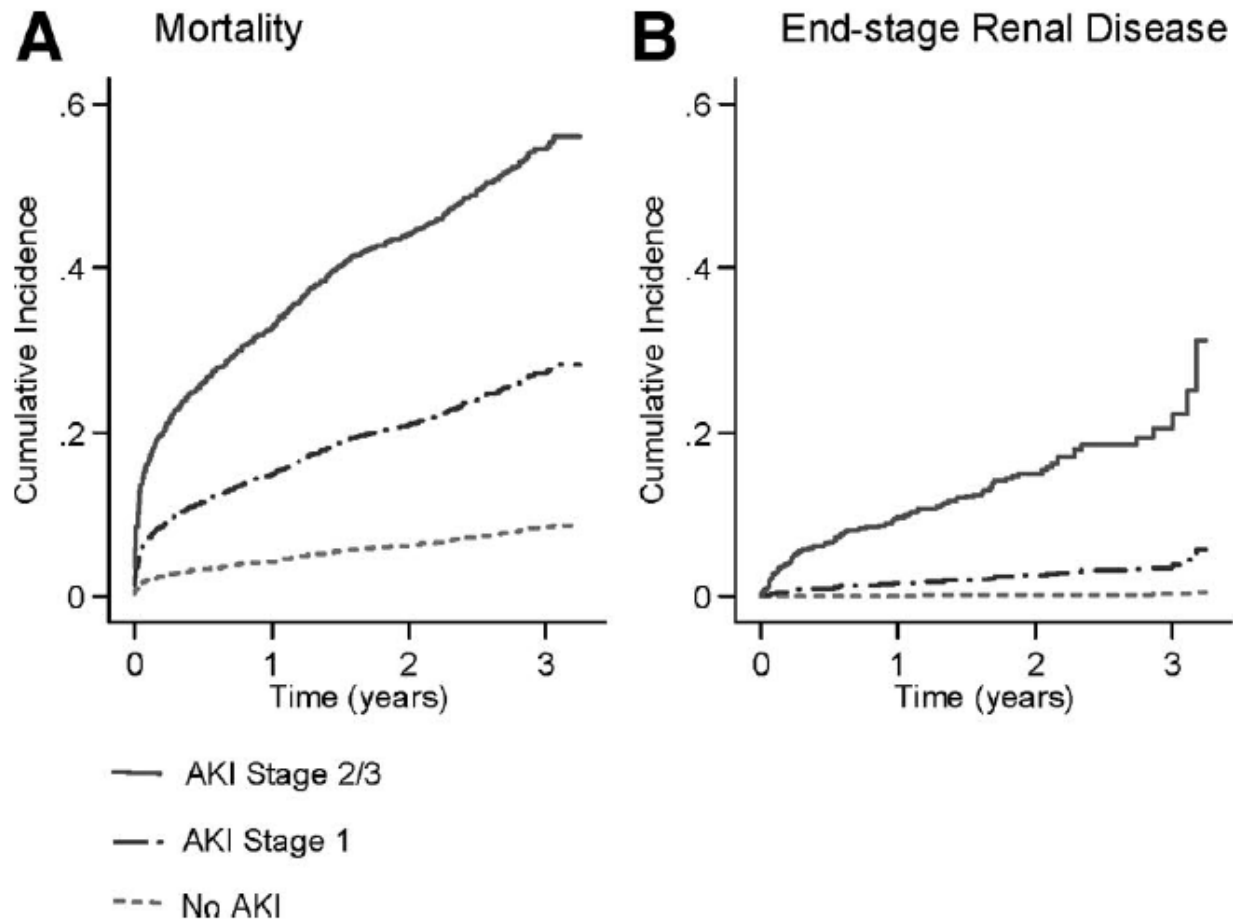 A Mortality
.6
.4
.2
0
Cumulative Incidence
0 1 2 3
Time (years)
B End-stage Renal Disease
.6
.4
.2
0
Cumulative Incidence
0 1 2 3
Time (years)
AKI Stage 2/3
AKI Stage 1
No AKI